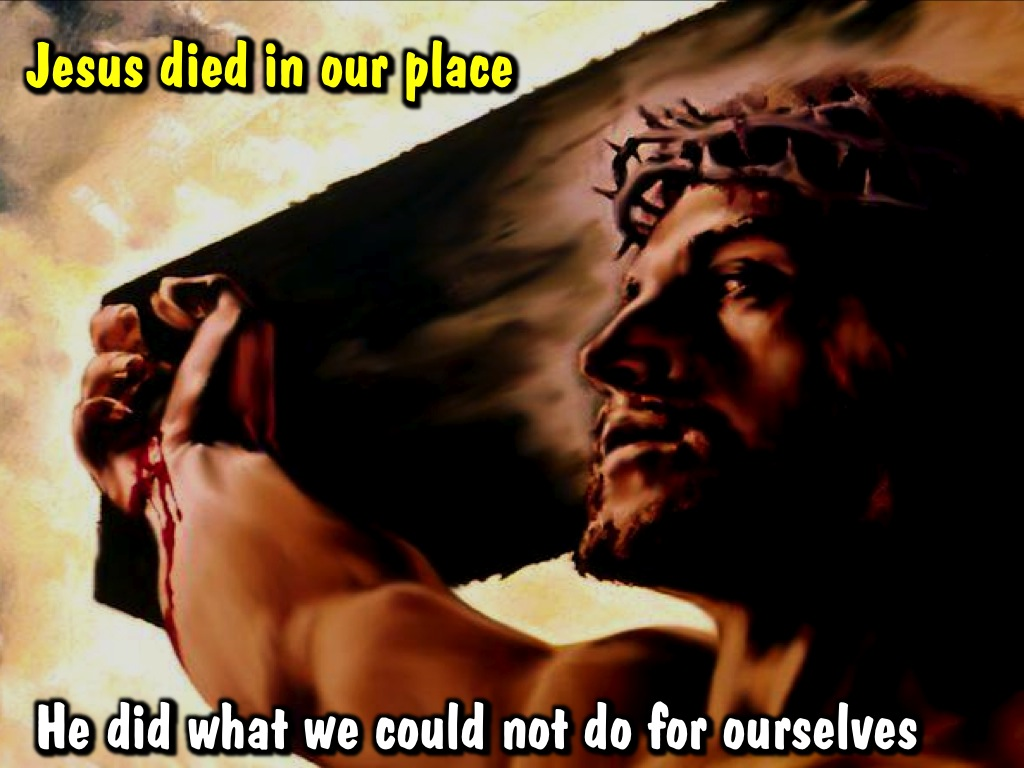 Jesus died in our place
He did what we could not do for ourselves